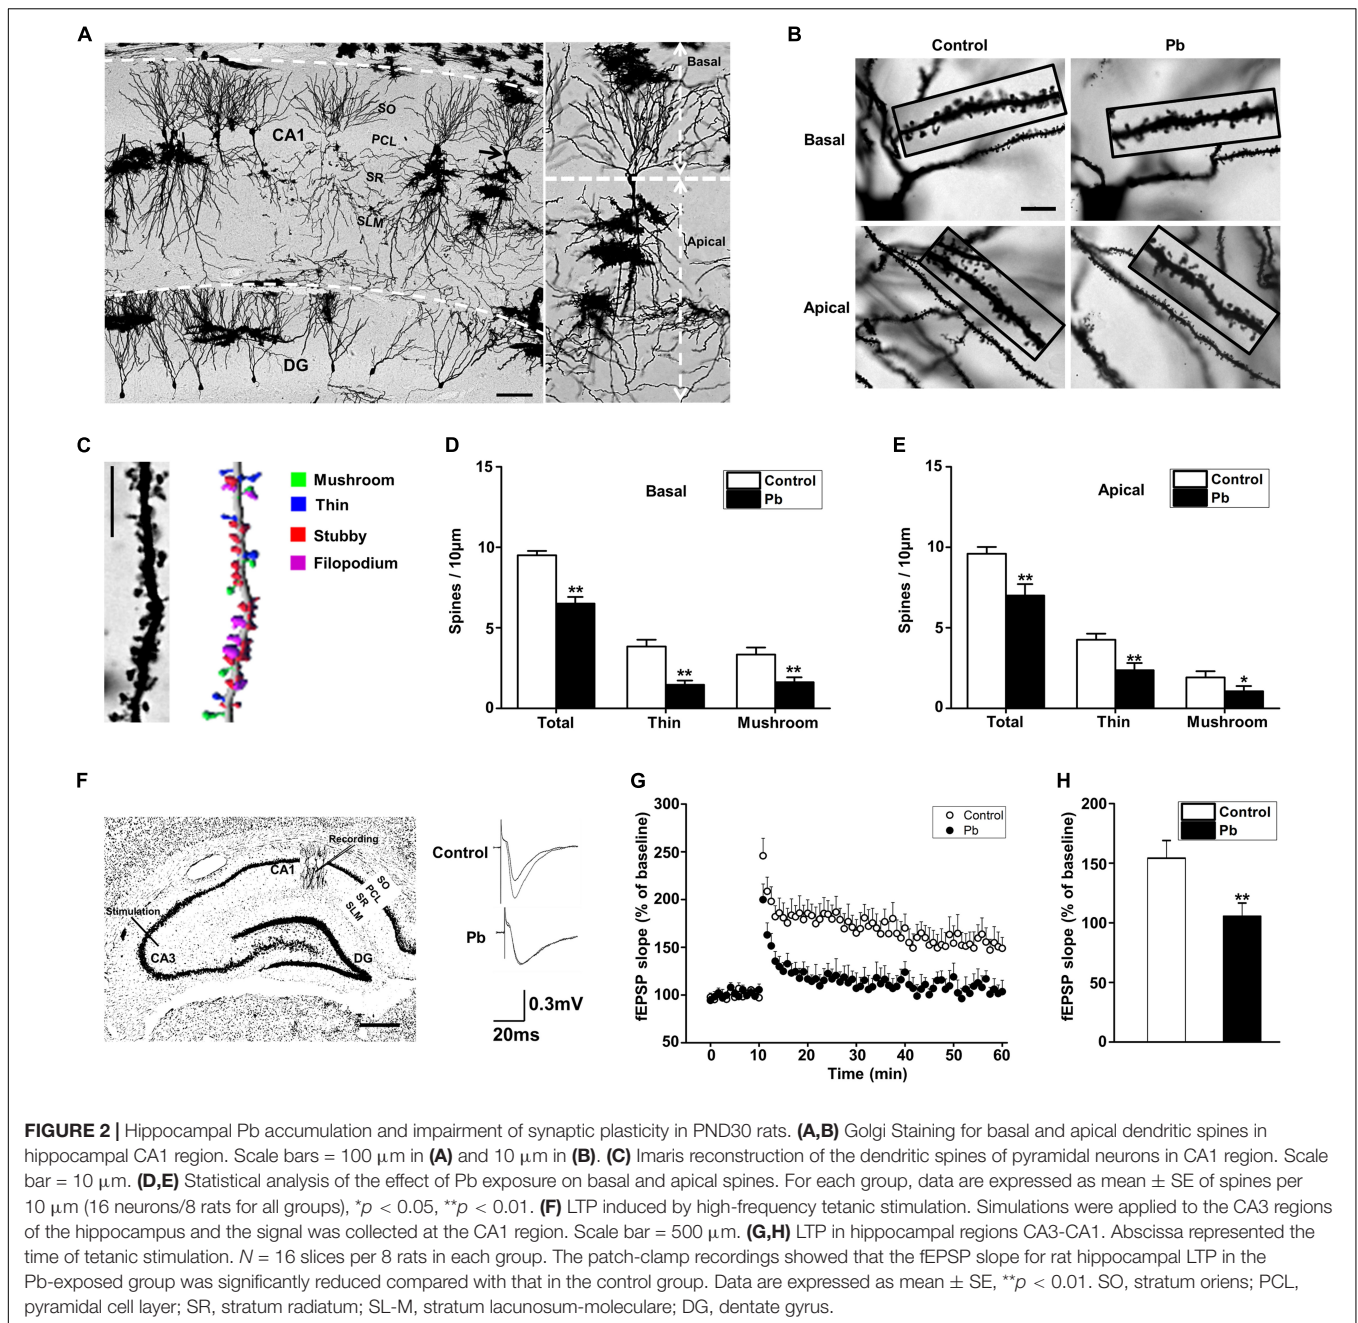 A
Basal
SO
CA1
PCL
SR
SLM
Apical
DG
B
Control Pb
Basal
Apical
C
Mushroom
Thin
Stubby
Filopodium
D
15
10
5
0
Spines / 10μm
Basal
Control
Pb
**
**
**
Total Thin Mushroom
E
15
10
5
0
Spines / 10μm
Apical
Control
Pb
**
**
*
Total Thin Mushroom
F
Recording
CA1
SO
PCL
SR
SLM
Stimulation
CA3
DG
Control
Pb
0.3mV
20ms
G
300
250
200
150
100
50
fEPSP slope (% of baseline)
Control
Pb
0 10 20 30 40 50 60
Time (min)
H
200
150
100
50
0
fEPSP slope (% of baseline)
Control
Pb
**
FIGURE 2 | Hippocampal Pb accumulation and impairment of synaptic plasticity in PND30 rats. (A,B) Golgi Staining for basal and apical dendritic spines in
hippocampal CA1 region. Scale bars = 100 μm in (A) and 10 μm in (B). (C) Imaris reconstruction of the dendritic spines of pyramidal neurons in CA1 region. Scale
bar = 10 μm. (D,E) Statistical analysis of the effect of Pb exposure on basal and apical spines. For each group, data are expressed as mean ± SE of spines per
10 μm (16 neurons/8 rats for all groups), *p < 0.05, **p < 0.01. (F) LTP induced by high-frequency tetanic stimulation. Simulations were applied to the CA3 regions
of the hippocampus and the signal was collected at the CA1 region. Scale bar = 500 μm. (G,H) LTP in hippocampal regions CA3-CA1. Abscissa represented the
time of tetanic stimulation. N = 16 slices per 8 rats in each group. The patch-clamp recordings showed that the fEPSP slope for rat hippocampal LTP in the
Pb-exposed group was significantly reduced compared with that in the control group. Data are expressed as mean ± SE, **p < 0.01. SO, stratum oriens; PCL,
pyramidal cell layer; SR, stratum radiatum; SL-M, stratum lacunosum-moleculare; DG, dentate gyrus.